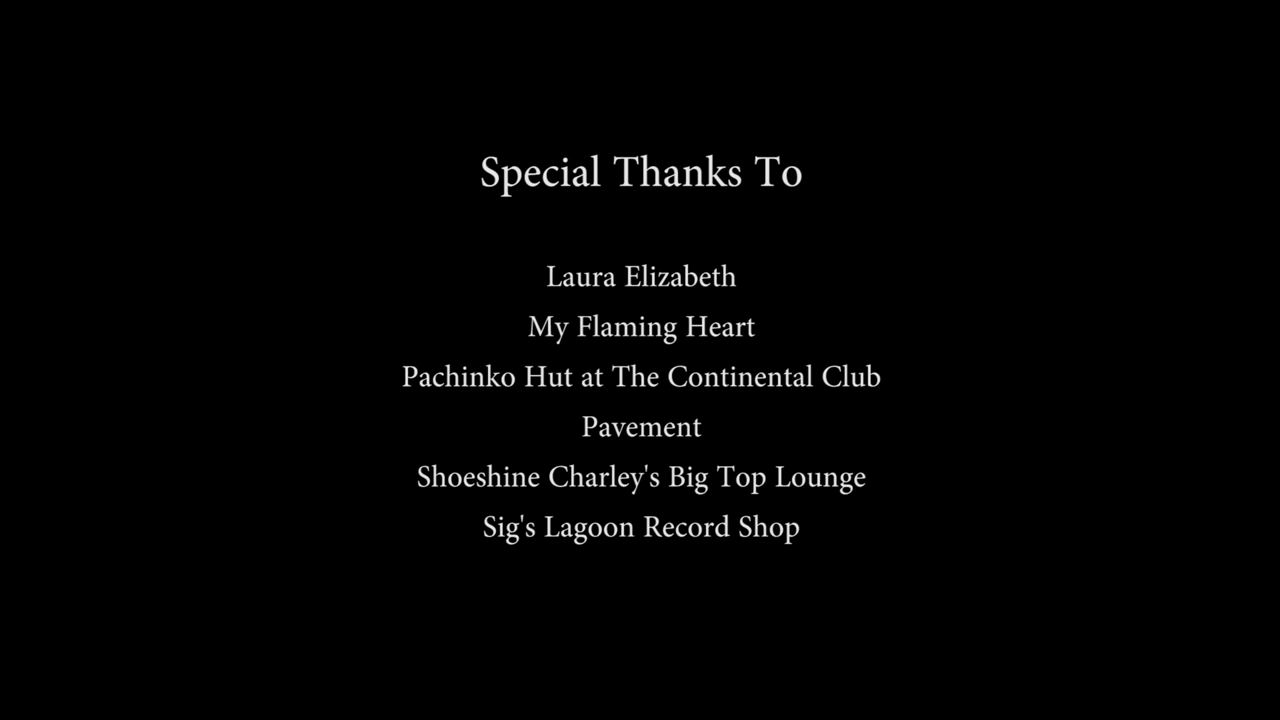 Special Thanks To
Laura Elizabeth
My Flaming Heart
Pachinko Hut at The Continental Club
Pavement
Shoeshine Charley's Big Top Lounge
Sig's Lagoon Record Shop